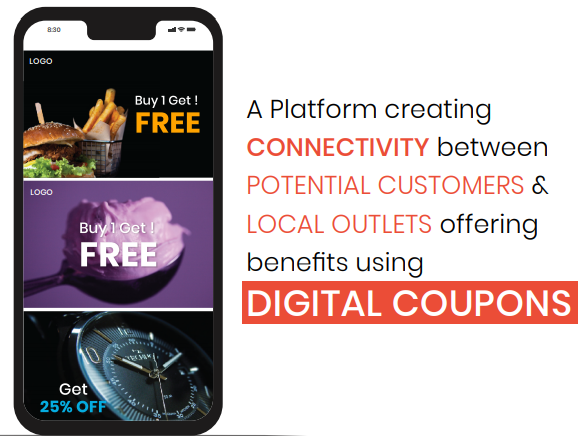 8:30
LOGO
Buy 1 Get !
FREE
LOGO
Buy 1 Get !
FREE
Get
25% OFF
A Platform creating
CONNECTIVITY between
POTENTIAL CUSTOMERS &
LOCAL OUTLETS offering
benefits using
DIGITAL COUPONS